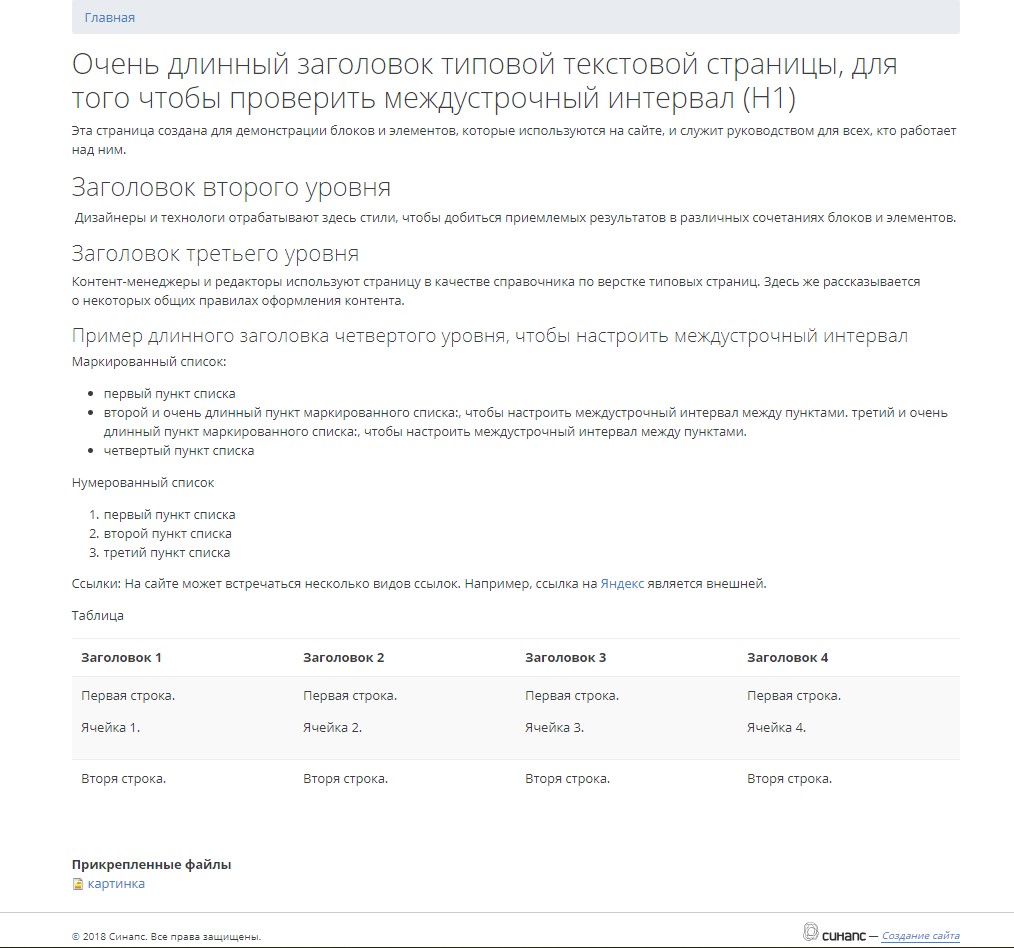 Главная
Очень длинный заголовок типовой текстовой страницы, для
того чтобы проверить междустрочный интервал (H1)
Эта страница создана для демонстрации блоков и элементов, которые используются на сайте, и служит руководством для всех, кто работает
над ним.
Заголовок второго уровня
Дизайнеры и технологи отрабатывают здесь стили, чтобы добиться приемлемых результатов в различных сочетаниях блоков и элементов.
Заголовок третьего уровня
Контент-менеджеры и редакторы используют страницу в качестве справочника по верстке типовых страниц. Здесь же рассказывается
о некоторых общих правилах оформления контента.
Пример длинного заголовка четвертого уровня, чтобы настроить междустрочный интервал
Маркированный список:
• первый пункт списка
• второй и очень длинный пункт маркированного списка:, чтобы настроить междустрочный интервал между пунктами. третий и очень
длинный пункт маркированного списка:, чтобы настроить междустрочный интервал между пунктами.
• четвертый пункт списка
Нумерованный список
1. первый пункт списка
2. второй пункт списка
3. третий пункт списка
Ссылки: На сайте может встречаться несколько видов ссылок. Например, ссылка на Яндекс является внешней.
Таблица
Заголовок 1 Заголовок 2 Заголовок 3 Заголовок 4
Первая строка. Первая строка. Первая строка. Первая строка.
Ячейка 1. Ячейка 2. Ячейка 3. Ячейка 4.
Вторя строка. Вторя строка. Вторя строка. Вторя строка.
Прикрепленные файлы
картинка
© 2018 Синапс. Все права защищены. синапс — Создание сайта